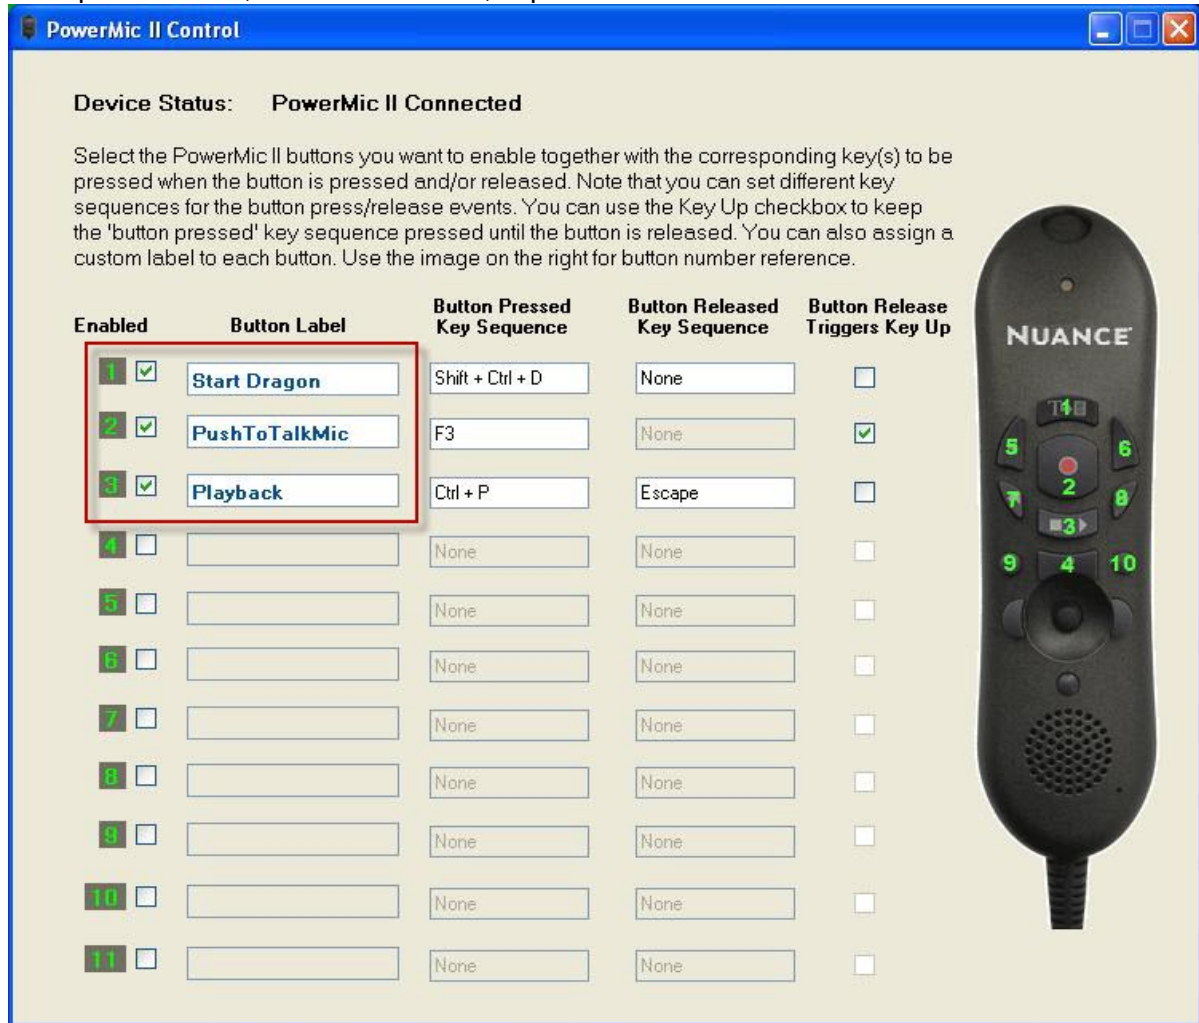 PowerMic II Control
Device Status: PowerMic II Connected
Select the PowerMic II buttons you want to enable together with the corresponding key(s) to be
pressed when the button is pressed and/or released. Note that you can set different key
sequences for the button press/release events. You can use the Key Up checkbox to keep
the 'button pressed' key sequence pressed until the button is released. You can also assign a
custom label to each button. Use the image on the right for button number reference.
Enabled Button Label Button Pressed Key Sequence Button Released Key Sequence Button Release Triggers Key Up
1 Start Dragon Shift + Ctrl + D None
2 PushToTalkMic F3 None
3 Playback Ctrl + P Escape
4 None None
5 None None
6 None None
7 None None
8 None None
9 None None
10 None None
11 None None
NUANCE
1
5 6
2
7 8
3
9 4 10